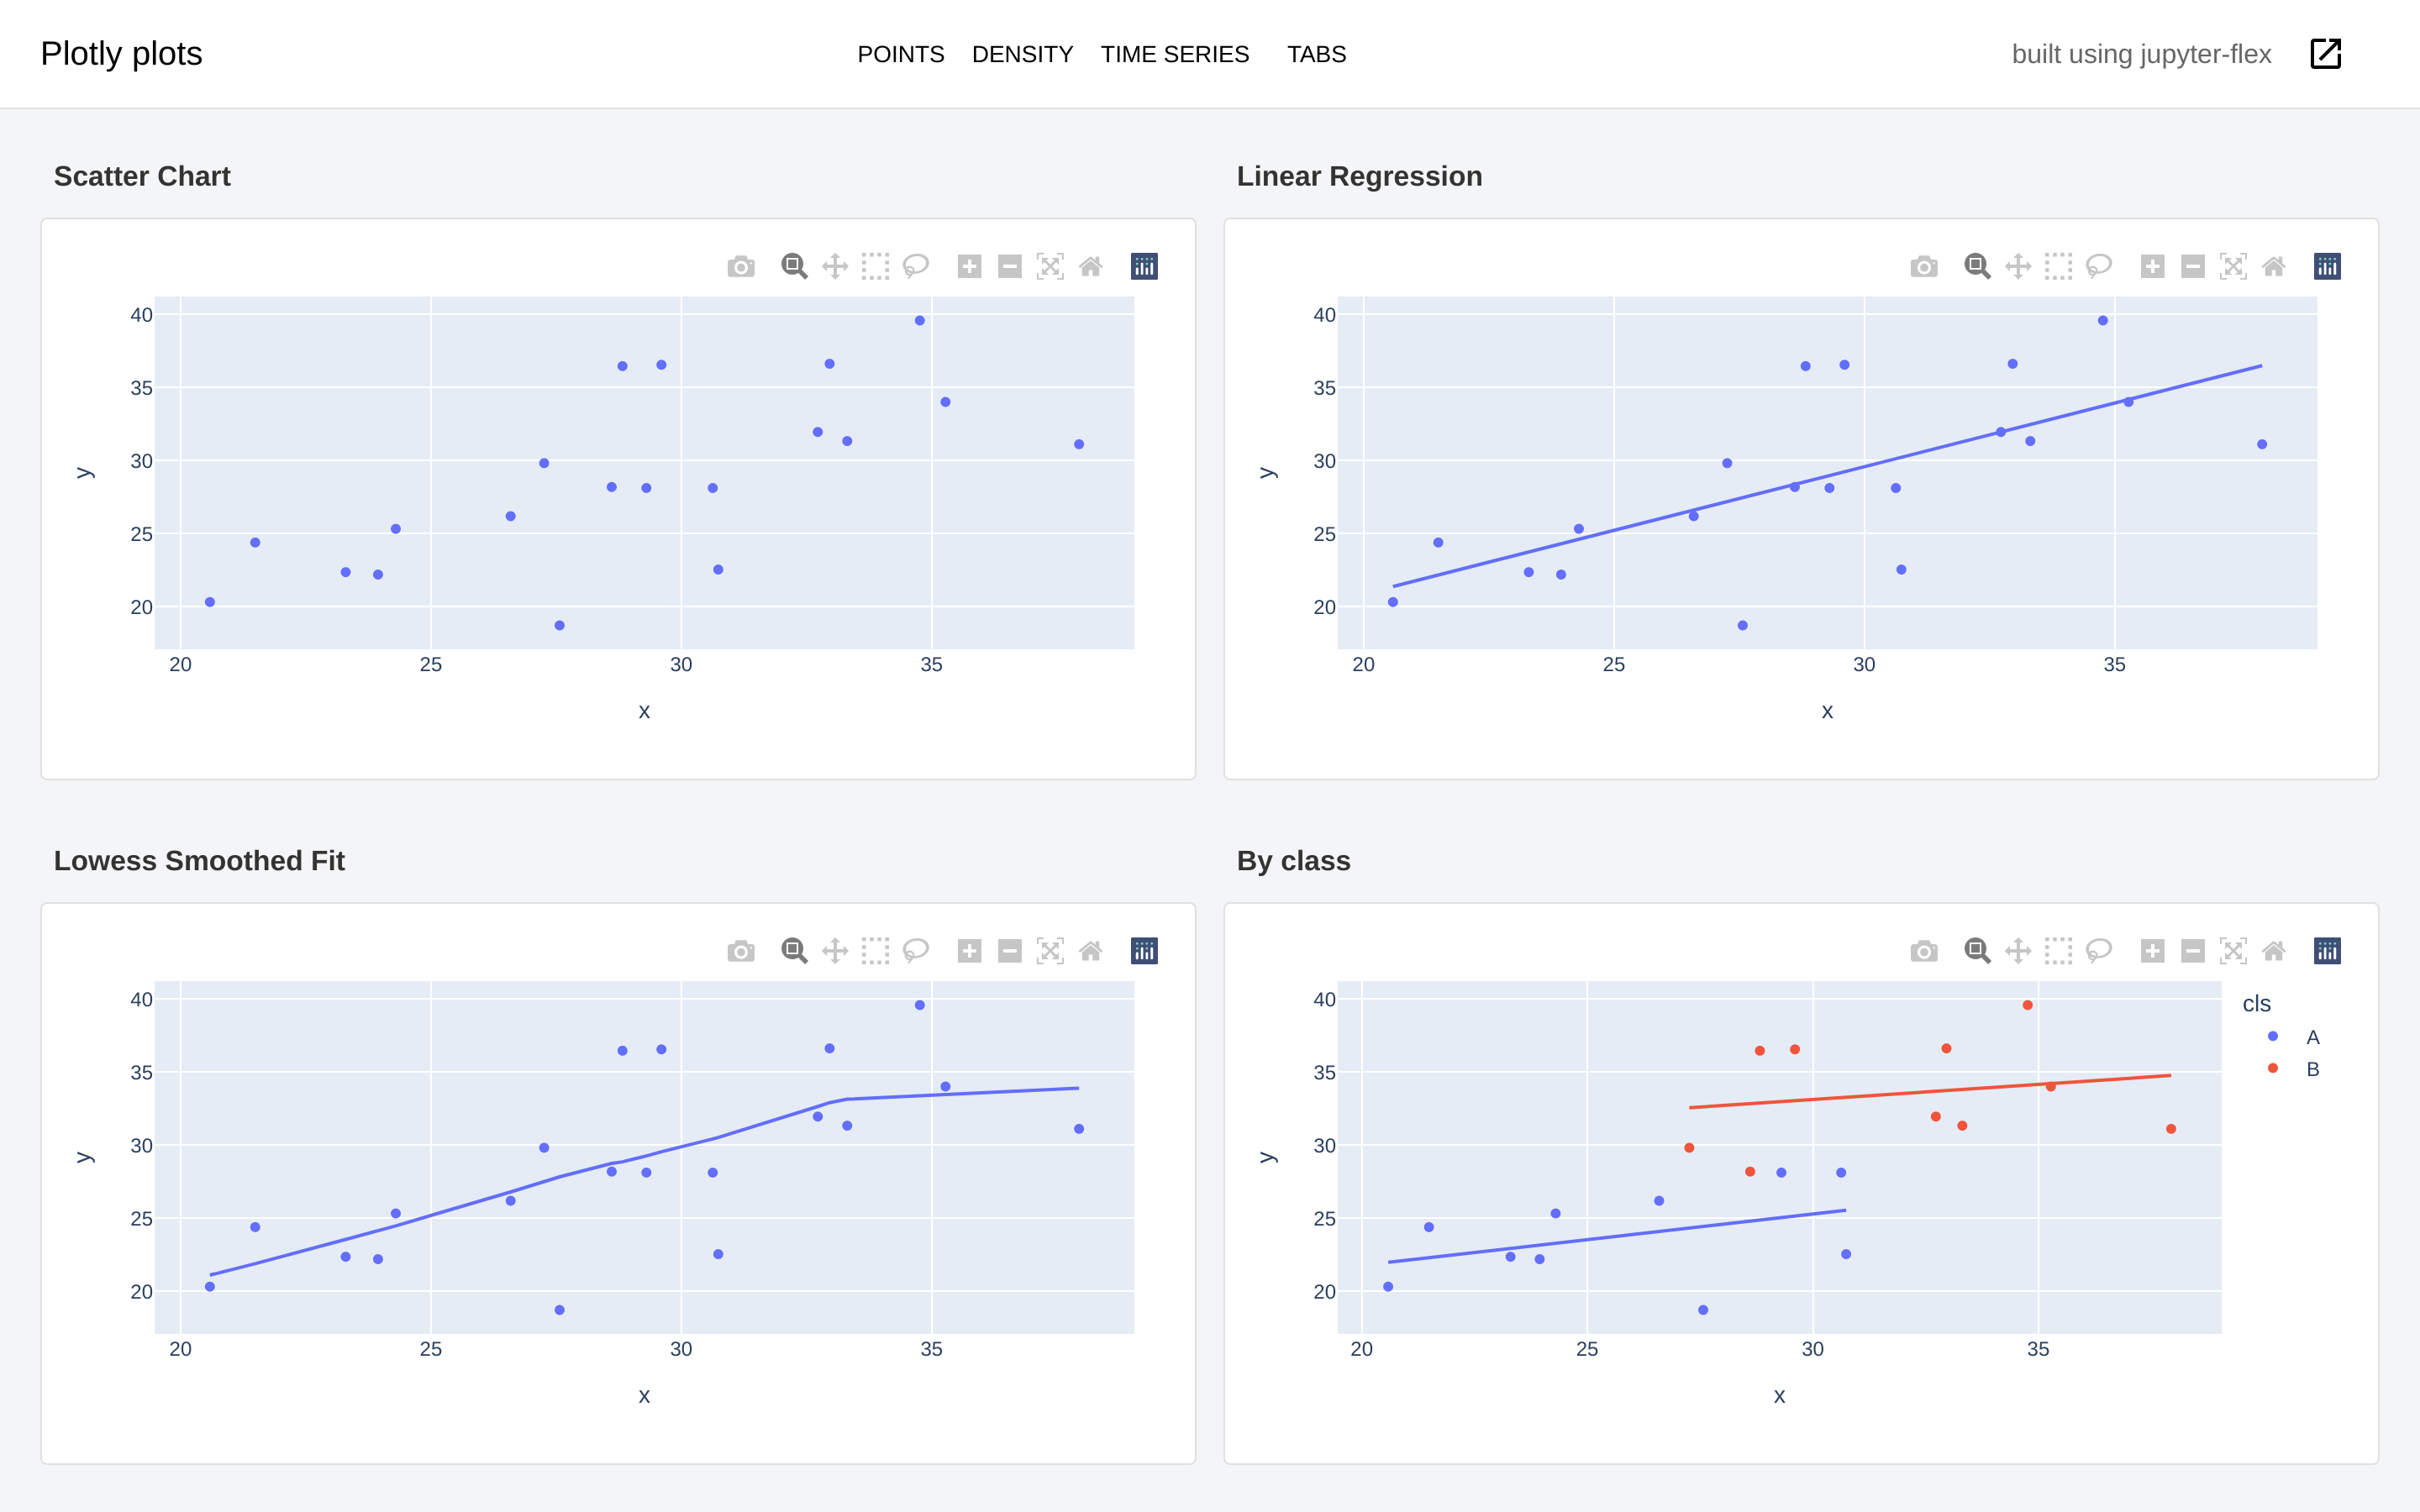 Plotly plots
POINTS DENSITY TIME SERIES TABS
built using jupyter-flex
Scatter Chart
40
35
30
25
20
y
20 25 30 35
x
Linear Regression
40
35
30
25
20
y
20 25 30 35
x
Lowess Smoothed Fit
40
35
30
25
20
y
20 25 30 35
x
By class
40
35
30
25
20
y
20 25 30 35
x
cls
A
B